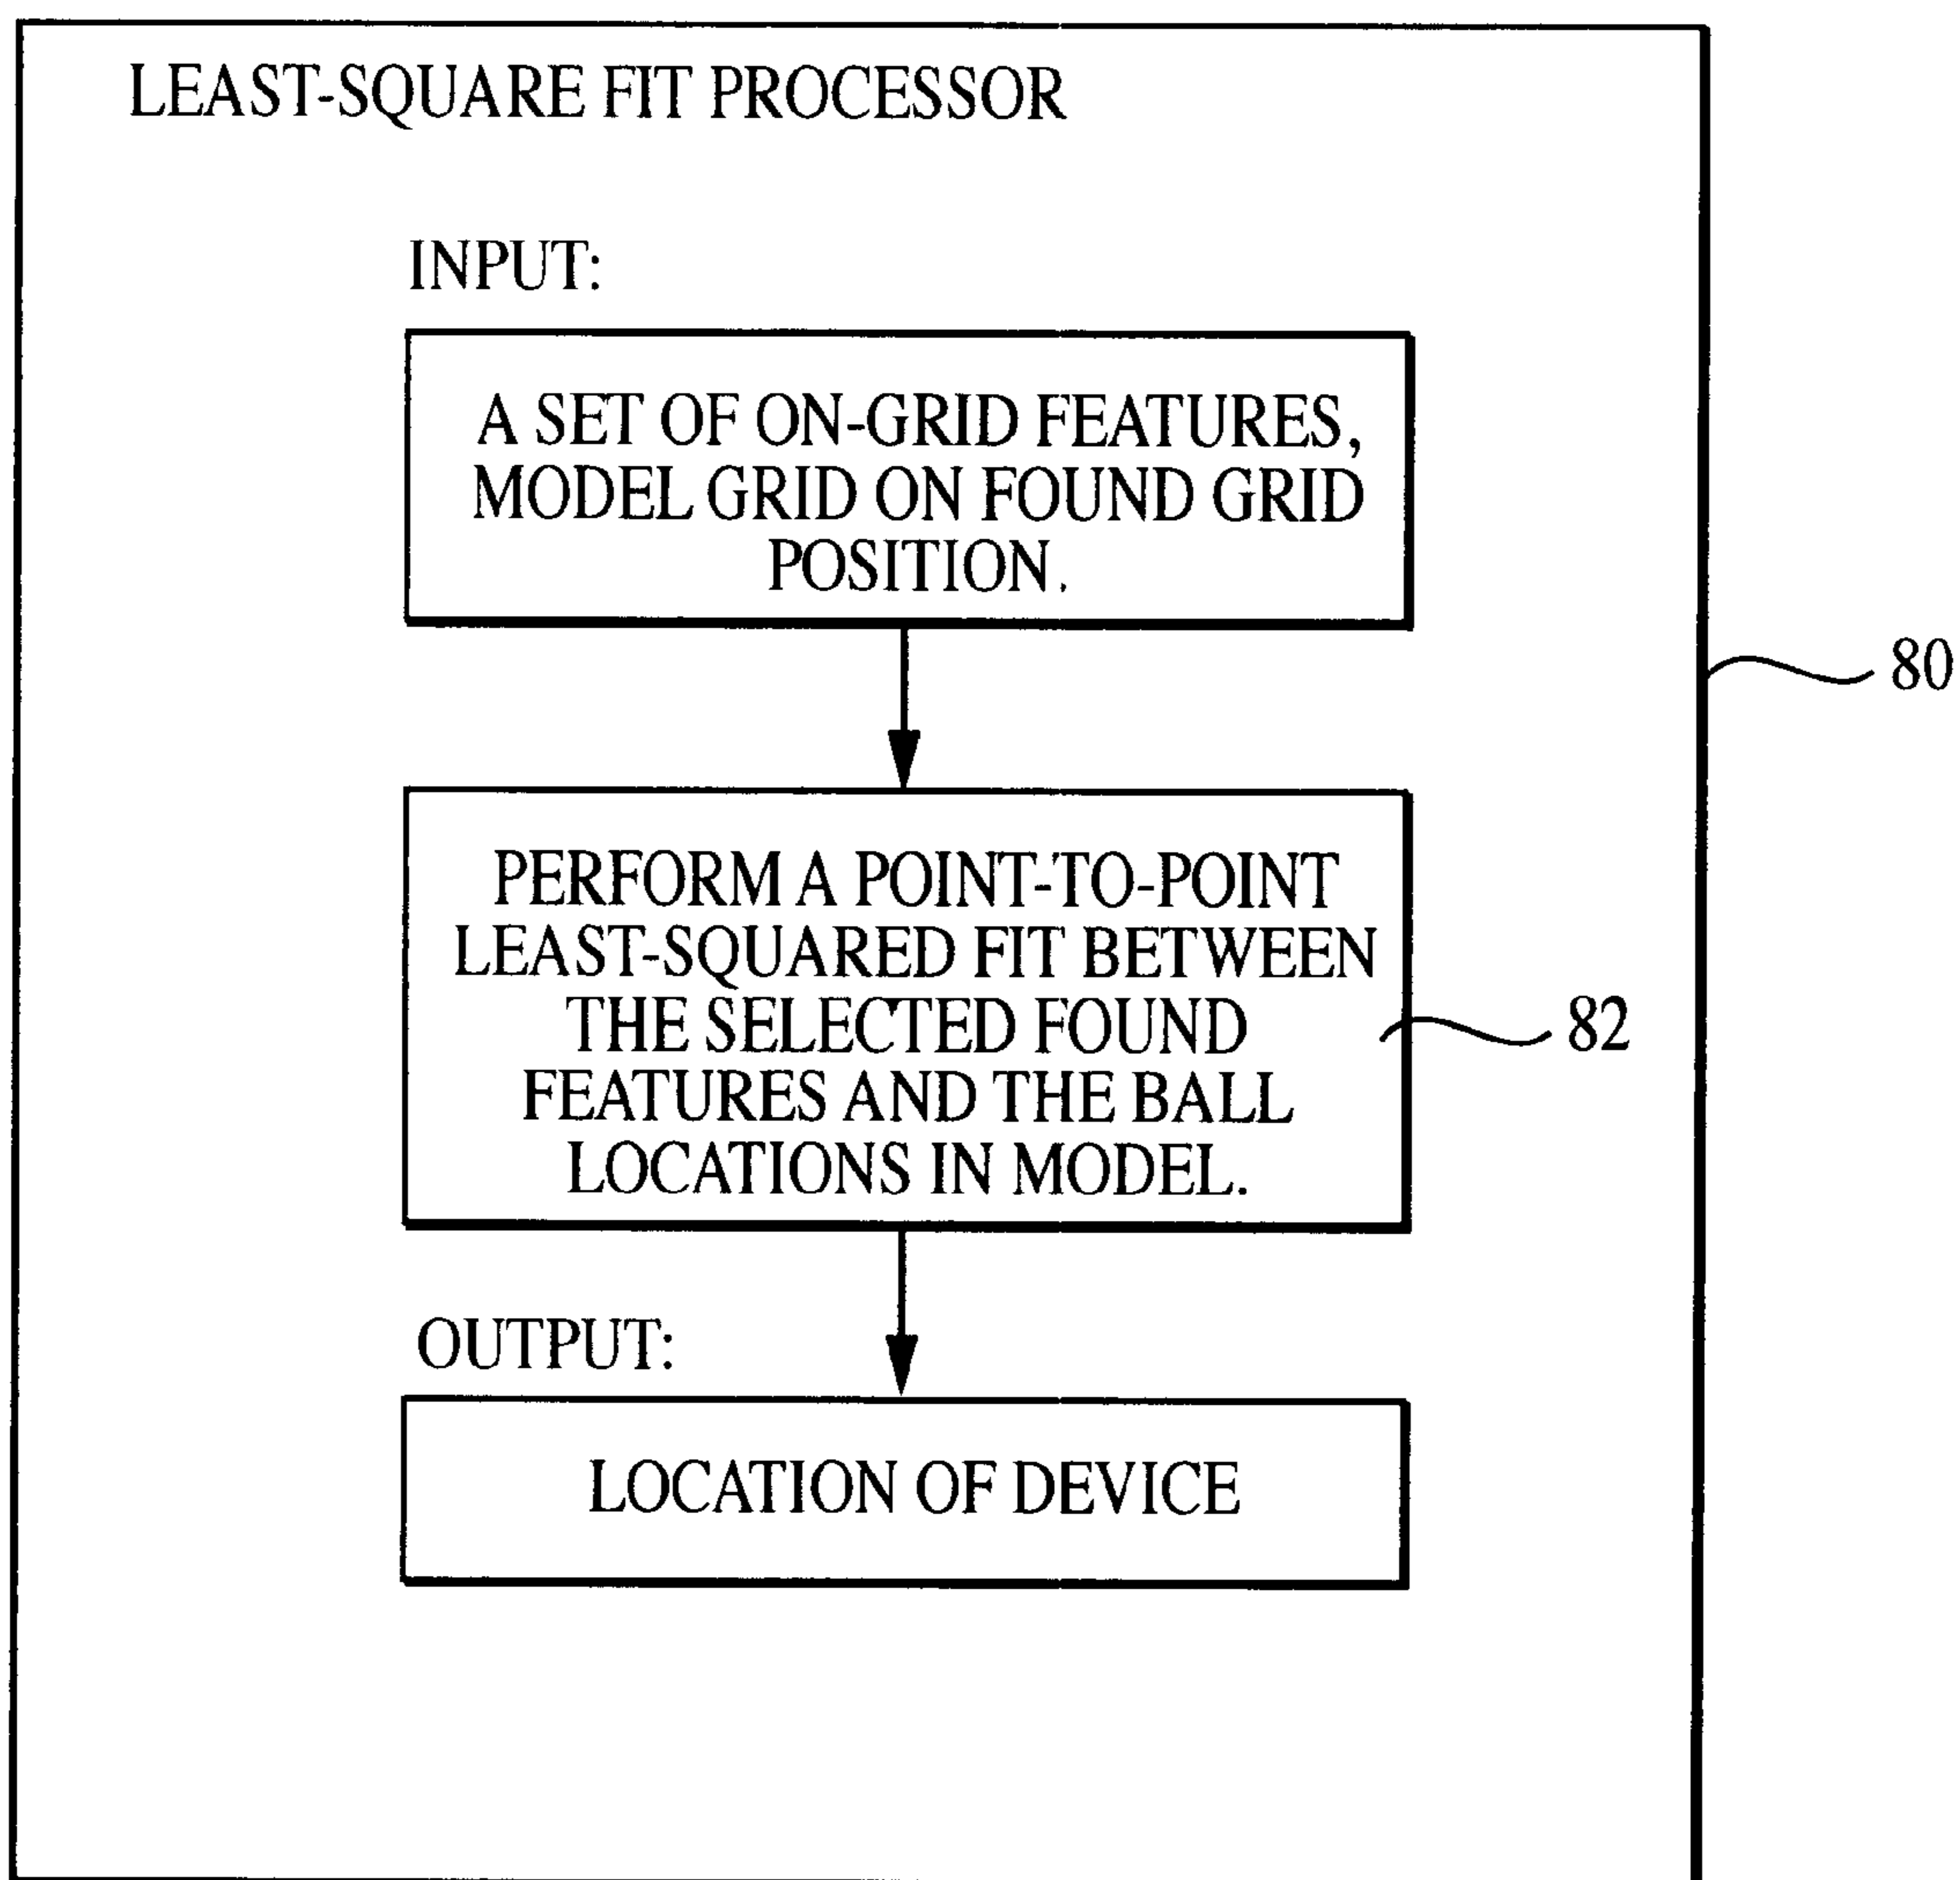 LEAST-SQUARE FIT PROCESSOR
INPUT:
A SET OF ON-GRID FEATURES,
MODEL GRID ON FOUND GRID
POSITION.
80
PERFORM A POINT-TO-POINT
LEAST-SQUARED FIT BETWEEN
THE SELECTED FOUND
FEATURES AND THE BALL
LOCATIONS IN MODEL.
82
OUTPUT:
LOCATION OF DEVICE